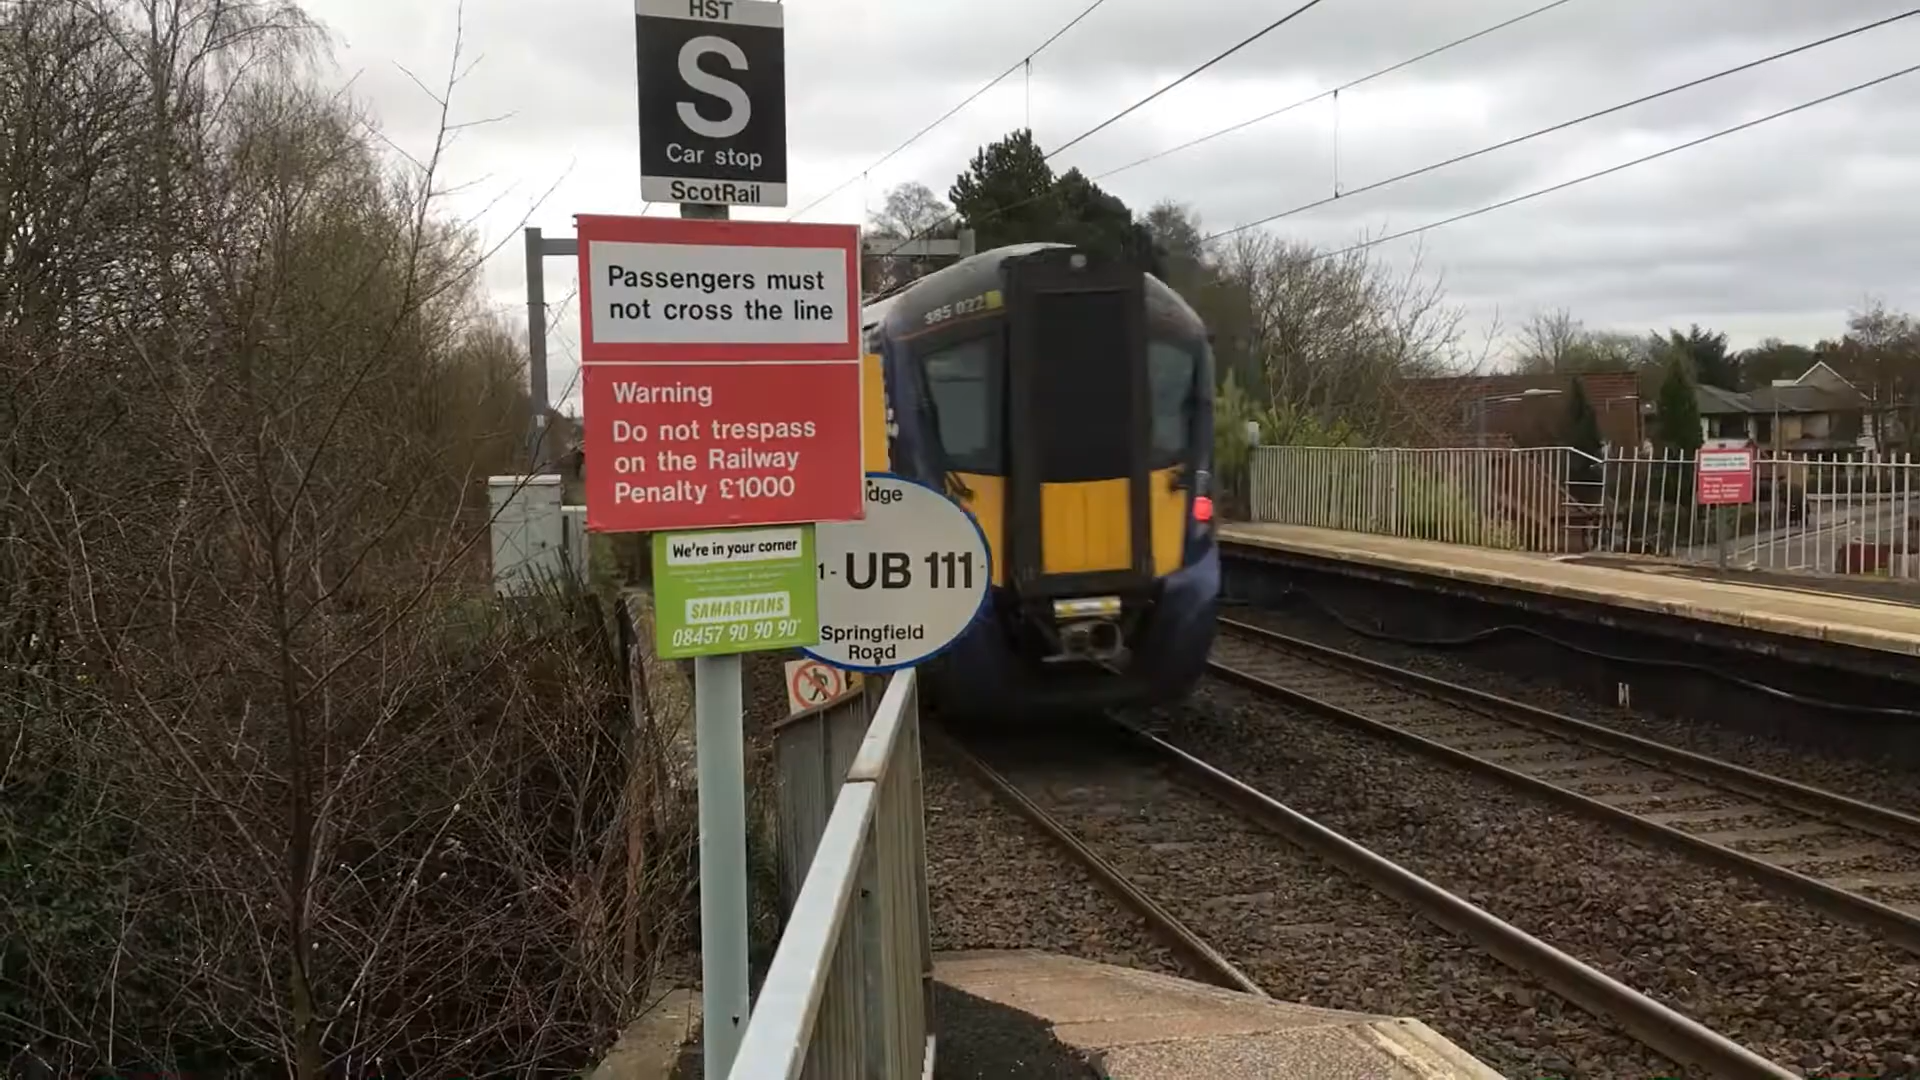 HST
S
Car stop
ScotRail
Passengers must
not cross the line
Warning
Do not trespass
on the Railway
Penalty £1000
We're in your corner
SAMARITANS
08457 90 90 90*
idge
1- UB 111
Springfield
Road
385 022